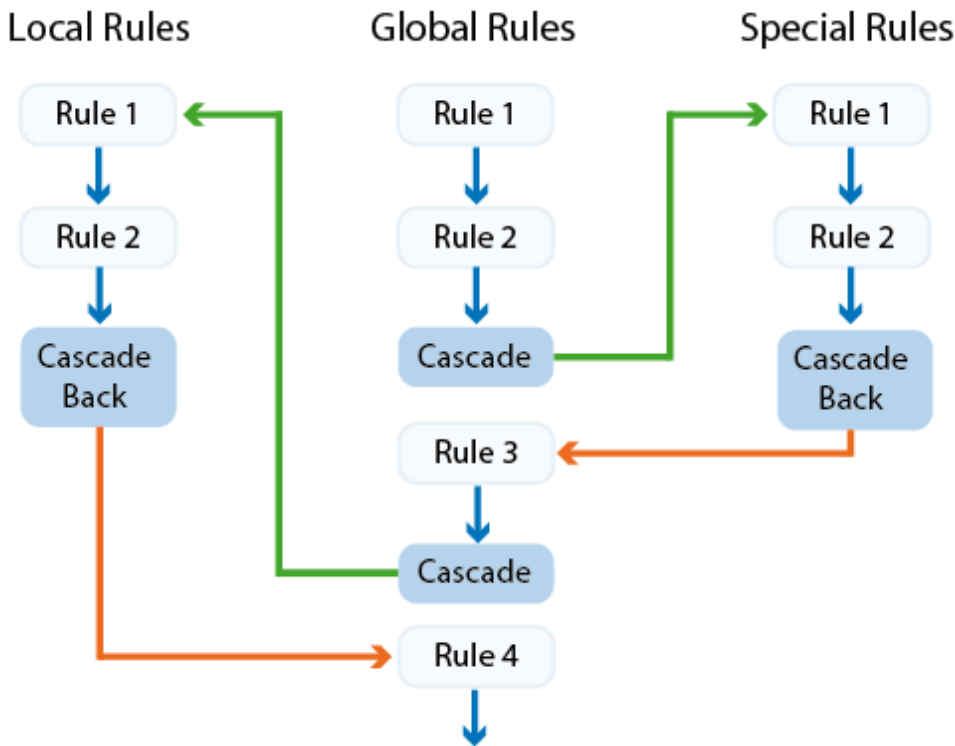 Local Rules
Rule 1
Rule 2
Cascade
Back
Global Rules
Rule 1
Rule 2
Cascade
Rule 3
Cascade
Rule 4
Special Rules
Rule 1
Rule 2
Cascade
Back